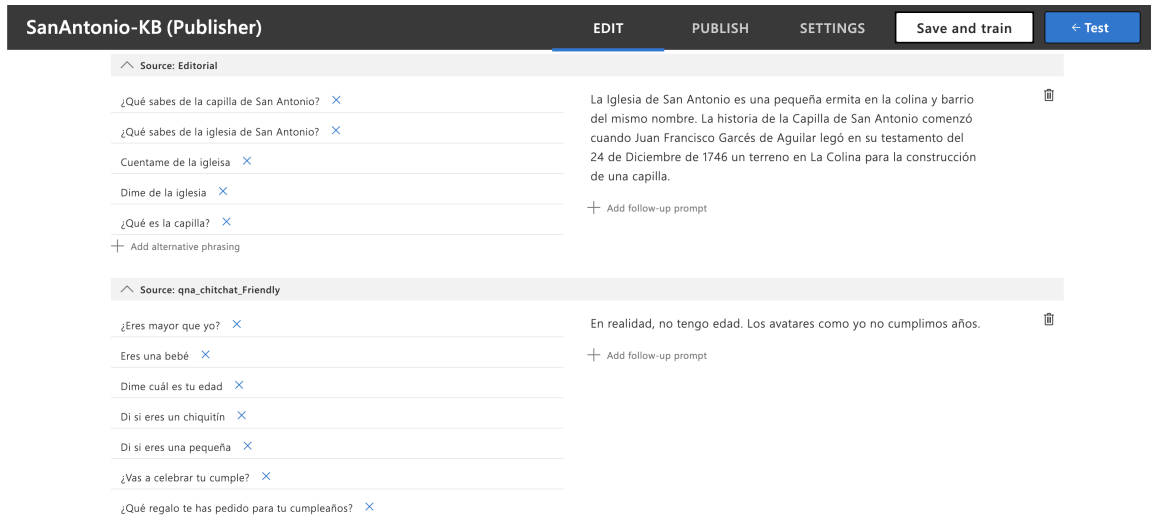 SanAntonio-KB (Publisher) EDIT PUBLISH SETTINGS Save and train ← Test
Source: Editorial
¿Qué sabes de la capilla de San Antonio?
¿Qué sabes de la iglesia de San Antonio?
Cuentame de la igleisa
Dime de la iglesia
¿Qué es la capilla?
Add alternative phrasing
La Iglesia de San Antonio es una pequeña ermita en la colina y barrio
del mismo nombre. La historia de la Capilla de San Antonio comenzó
cuando Juan Francisco Garcés de Aguilar legó en su testamento del
24 de Diciembre de 1746 un terreno en La Colina para la construcción
de una capilla.
Add follow-up prompt
Source: qna_chitchat_Friendly
¿Eres mayor que yo?
Eres una bebé
Dime cuál es tu edad
Di si eres un chiquitín
Di si eres una pequeña
¿Vas a celebrar tu cumple?
¿Qué regalo te has pedido para tu cumpleaños?
En realidad, no tengo edad. Los avatares como yo no cumplimos años.
Add follow-up prompt